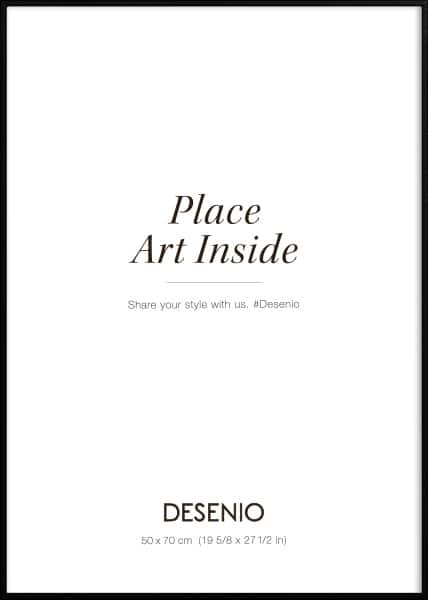 Place
Art Inside
Share your style with us. #Desenio
DESENIO
50 x 70 cm (19 5/8 x 27 1/2 in)